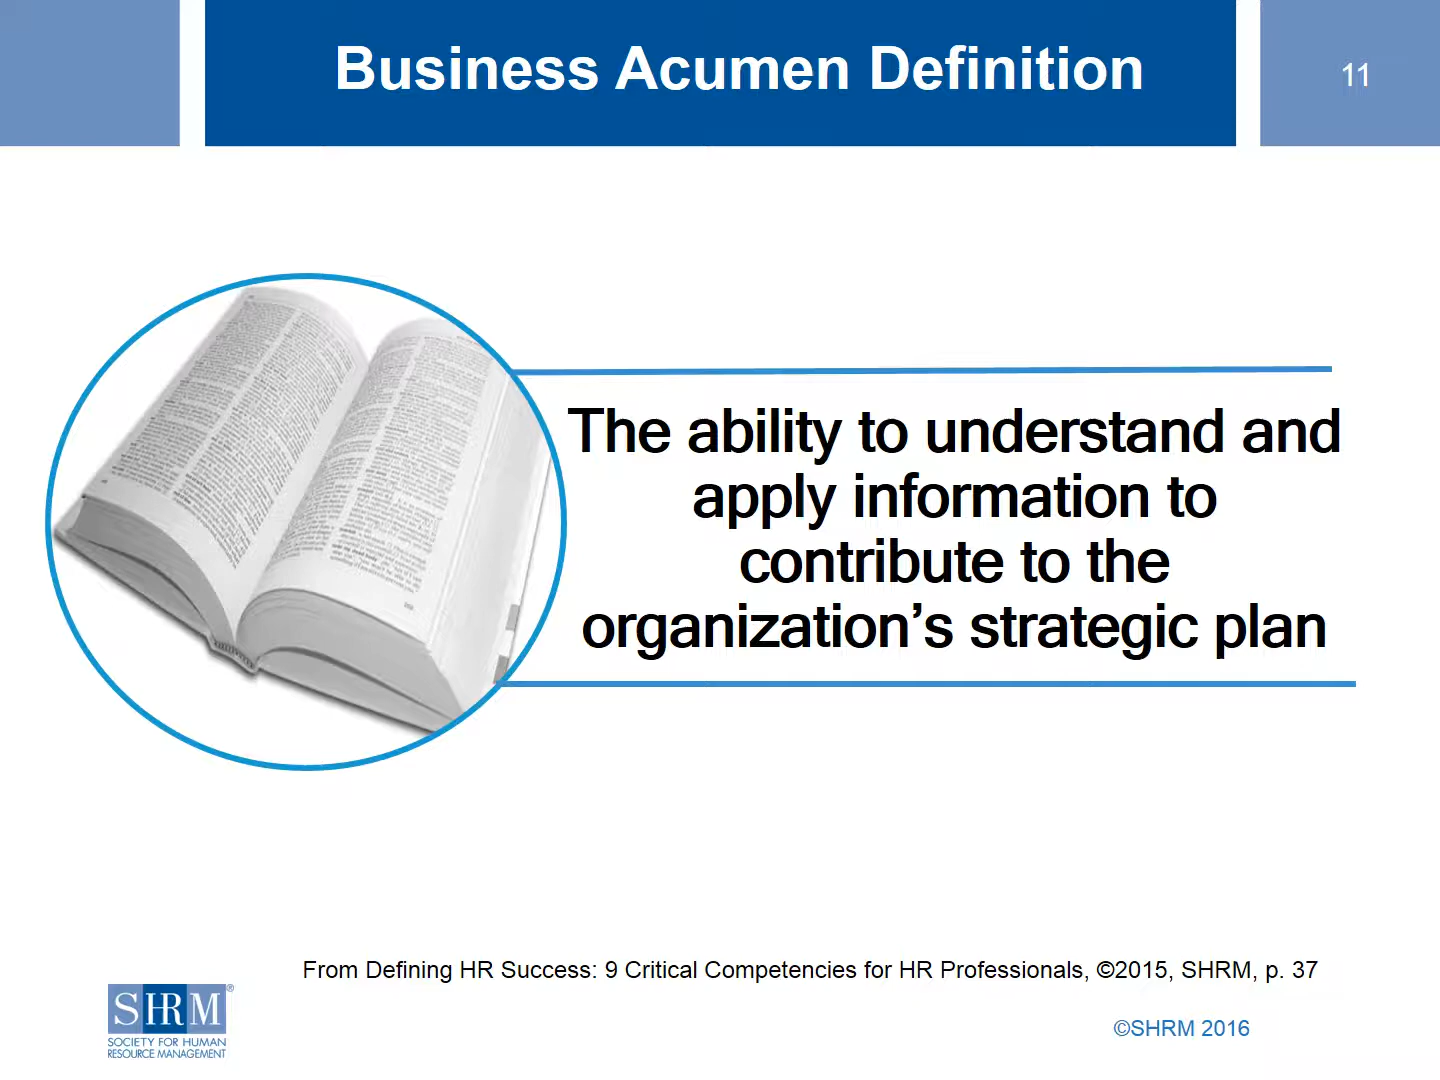 Business Acumen Definition
11
The ability to understand and
apply information to
contribute to the
organization’s strategic plan
From Defining HR Success: 9 Critical Competencies for HR Professionals, ©2015, SHRM, p. 37
SHRM®
SOCIETY FOR HUMAN
RESOURCE MANAGEMENT
©SHRM 2016